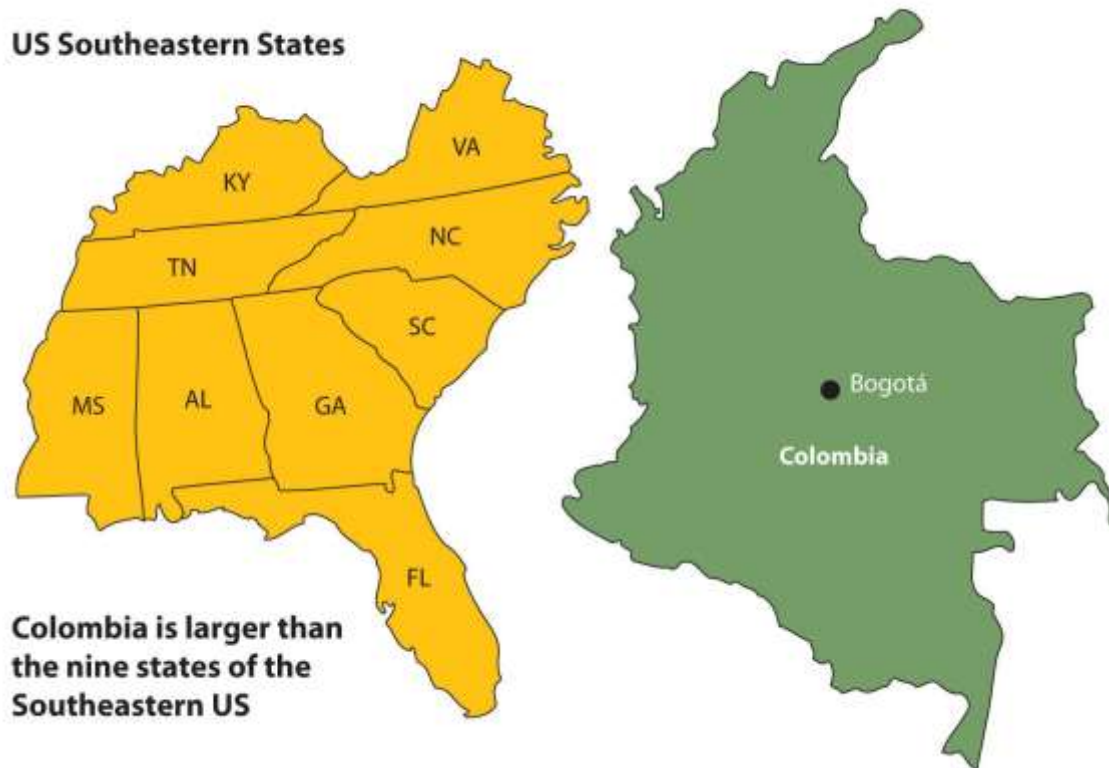 US Southeastern States
KY
VA
TN
NC
SC
MS
AL
GA
FL
Colombia is larger than
the nine states of the
Southeastern US
Bogotá
Colombia